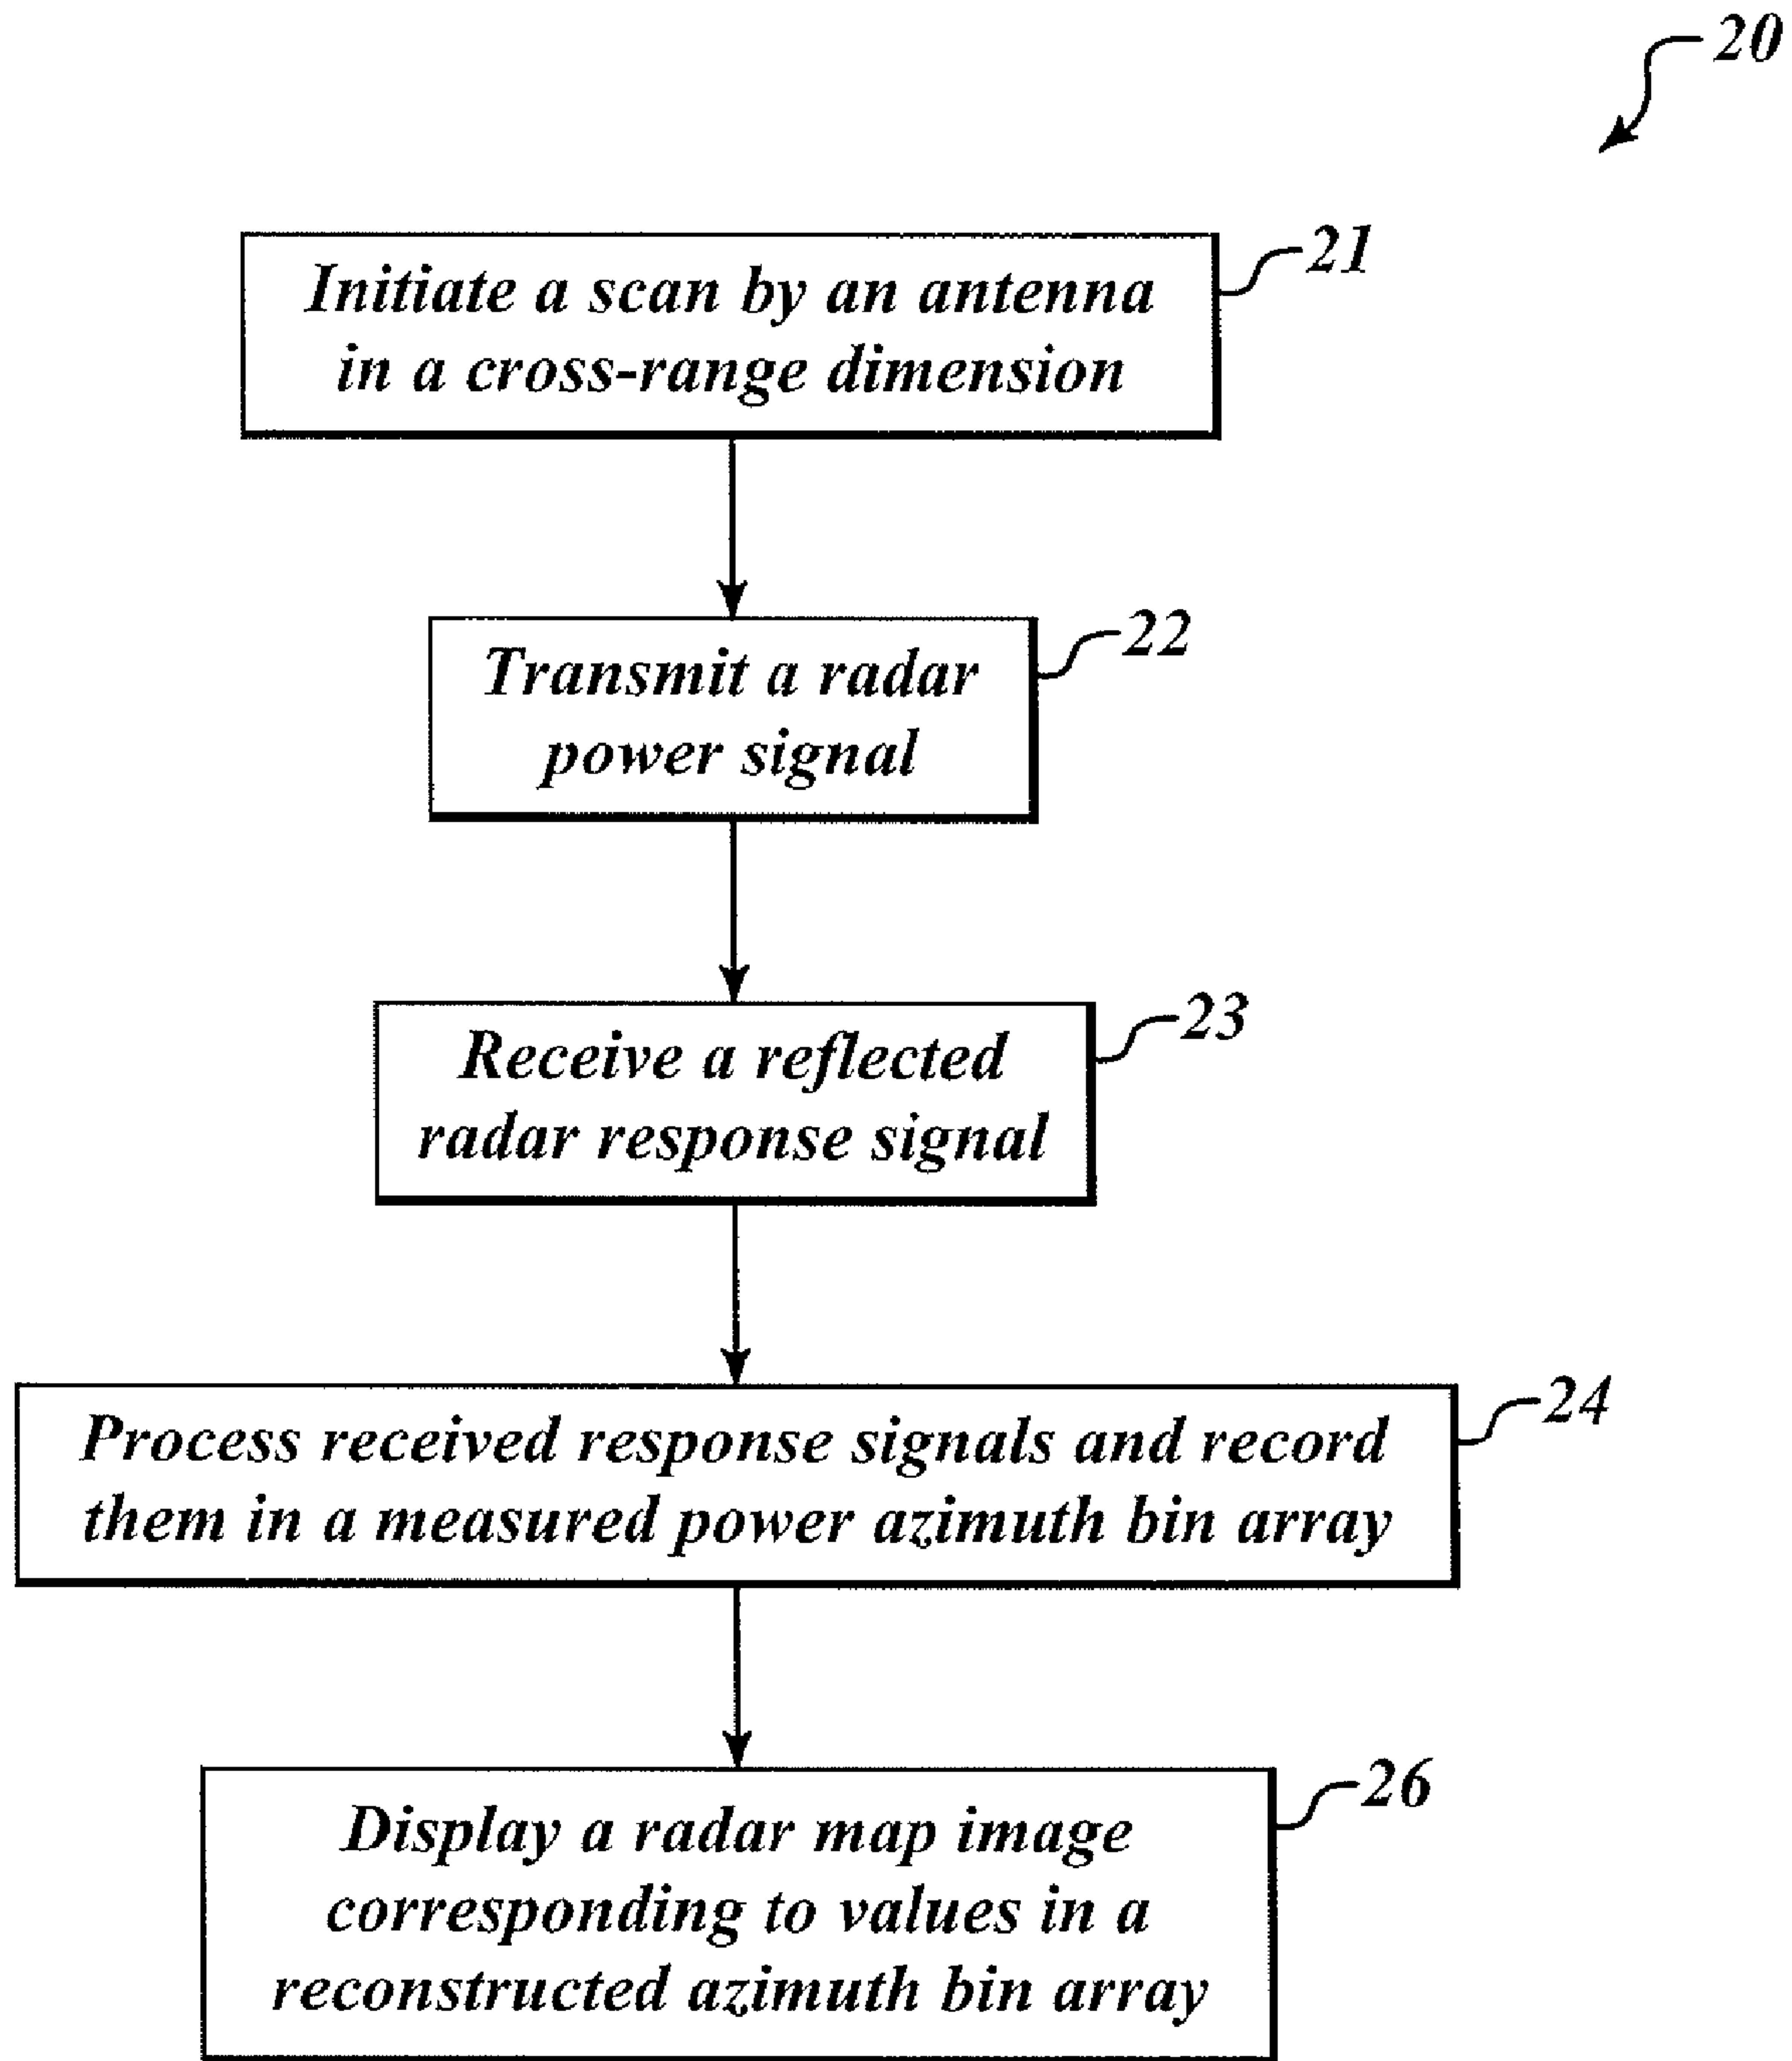 20
21
Initiate a scan by an antenna
in a cross-range dimension
22
Transmit a radar
power signal
23
Receive a reflected
radar response signal
24
Process received response signals and record
them in a measured power azimuth bin array
26
Display a radar map image
corresponding to values in a
reconstructed azimuth bin array